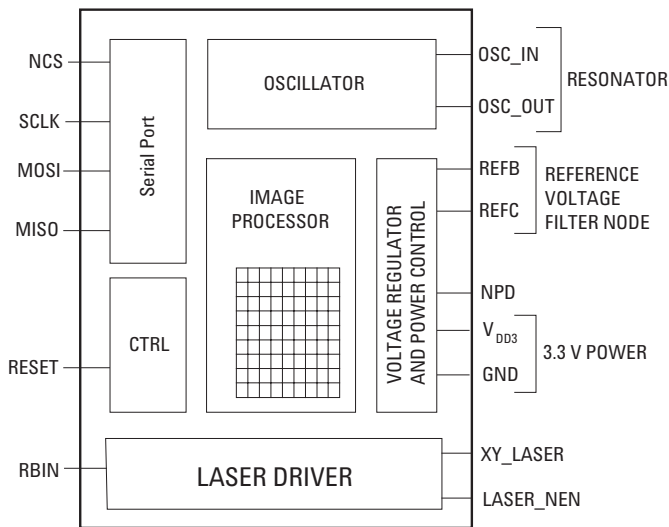 NCS
SCLK
MOSI
MISO
RESET
RBIN
Serial Port
CTRL
OSCILLATOR
IMAGE
PROCESSOR
VOLTAGE REGULATOR
AND POWER CONTROL
LASER DRIVER
OSC_IN
OSC_OUT
RESONATOR
REFB
REFC
REFERENCE
VOLTAGE
FILTER NODE
NPD
VDD3
GND
3.3 V POWER
XY_LASER
LASER_NEN